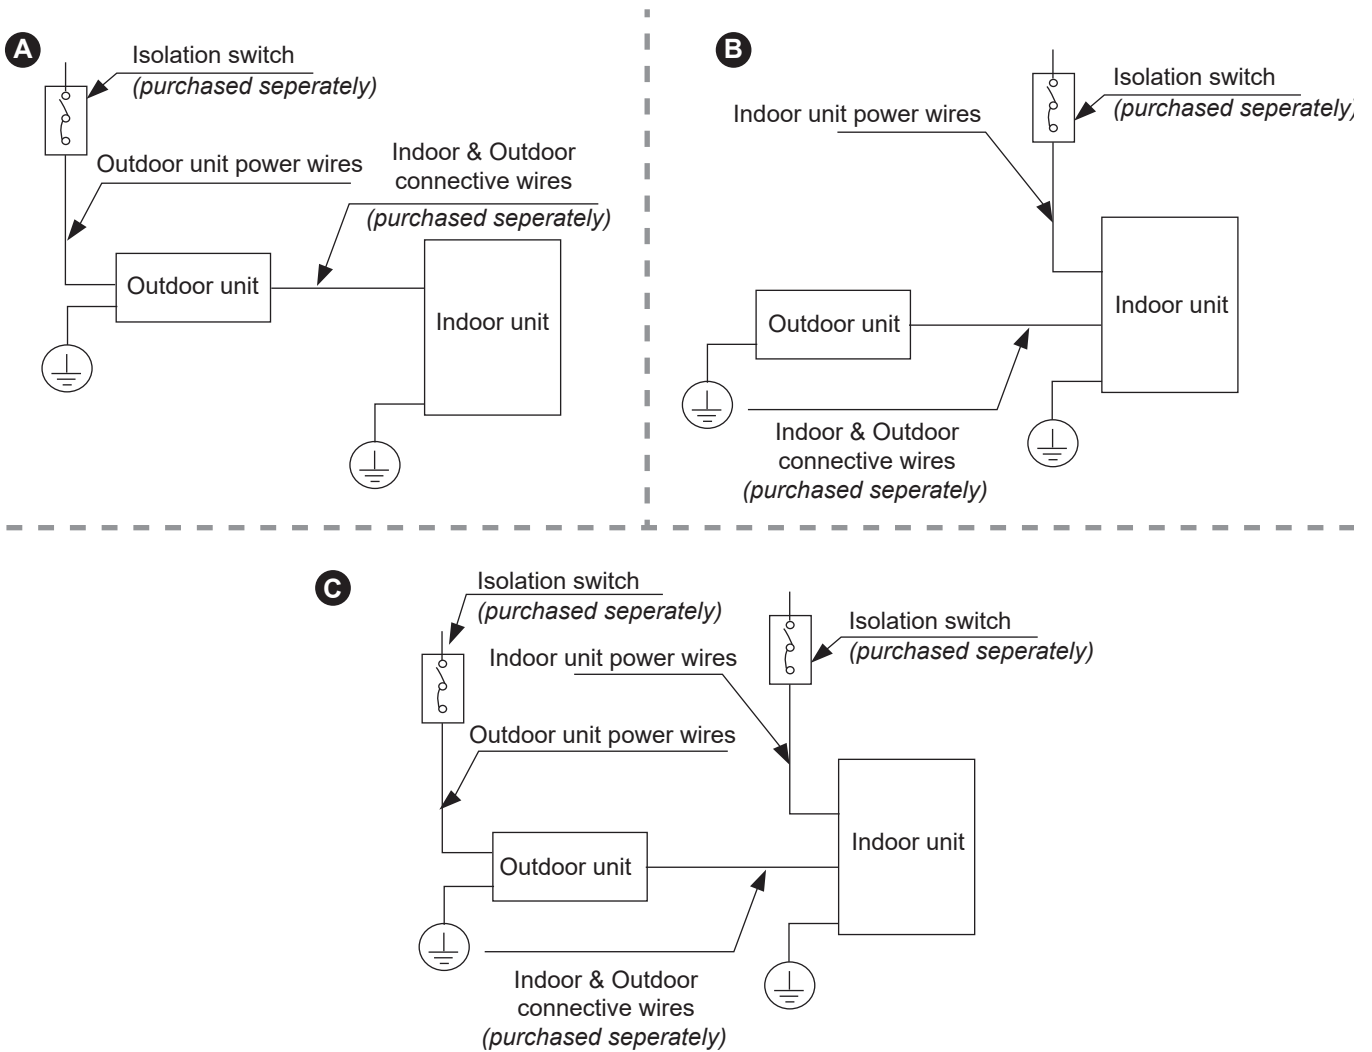 A
Isolation switch
(purchased seperately)
Outdoor unit power wires
Indoor & Outdoor
connective wires
(purchased seperately)
Outdoor unit
Indoor unit
B
Isolation switch
(purchased seperately)
Indoor unit power wires
Outdoor unit
Indoor unit
Indoor & Outdoor
connective wires
(purchased seperately)
C
Isolation switch
(purchased seperately)
Isolation switch
(purchased seperately)
Indoor unit power wires
Outdoor unit power wires
Outdoor unit
Indoor unit
Indoor & Outdoor
connective wires
(purchased seperately)